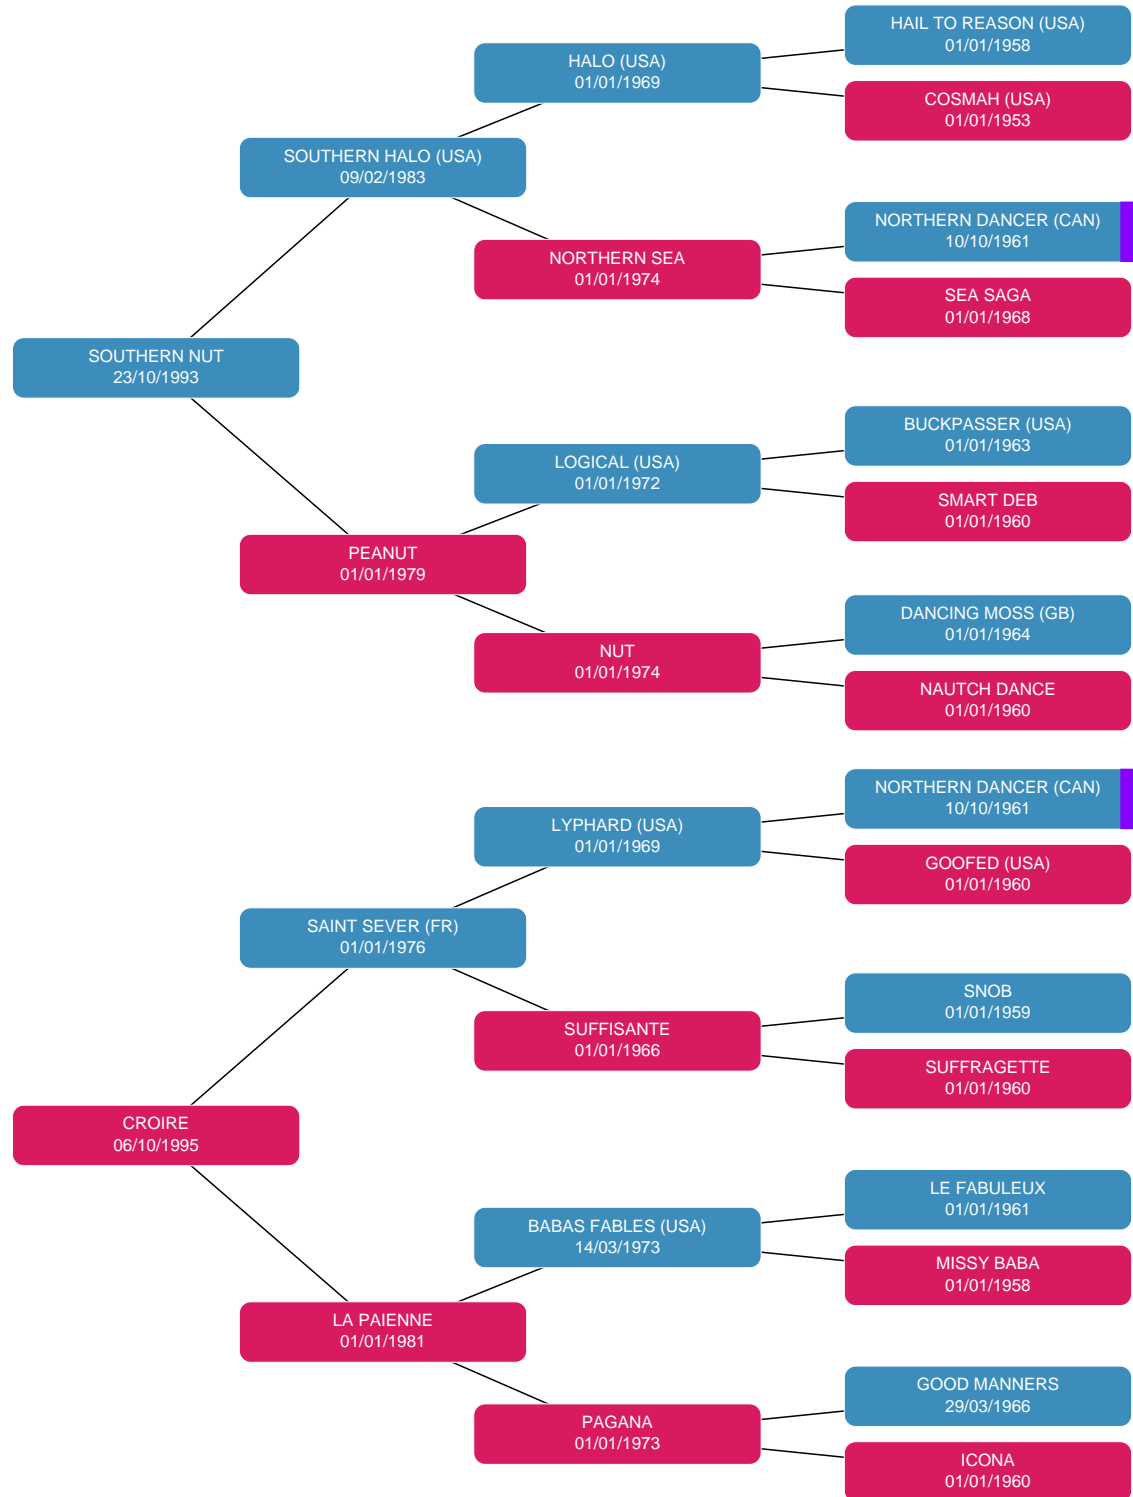 HAIL TO REASON (USA)
01/01/1958
HALO (USA)
01/01/1969
COSMAH (USA)
01/01/1953
SOUTHERN HALO (USA)
09/02/1983
NORTHERN DANCER (CAN)
10/10/1961
NORTHERN SEA
01/01/1974
SEA SAGA
01/01/1968
SOUTHERN NUT
23/10/1993
BUCKPASSER (USA)
01/01/1963
LOGICAL (USA)
01/01/1972
SMART DEB
01/01/1960
PEANUT
01/01/1979
DANCING MOSS (GB)
01/01/1964
NUT
01/01/1974
NAUTCH DANCE
01/01/1960
NORTHERN DANCER (CAN)
10/10/1961
LYPHARD (USA)
01/01/1969
GOOFED (USA)
01/01/1960
SAINT SEVER (FR)
01/01/1976
SNOB
01/01/1959
SUFFISANTE
01/01/1966
SUFFRAGETTE
01/01/1960
CROIRE
06/10/1995
LE FABULEUX
01/01/1961
BABAS FABLES (USA)
14/03/1973
MISSY BABA
01/01/1958
LA PAIENNE
01/01/1981
GOOD MANNERS
29/03/1966
PAGANA
01/01/1973
ICONA
01/01/1960